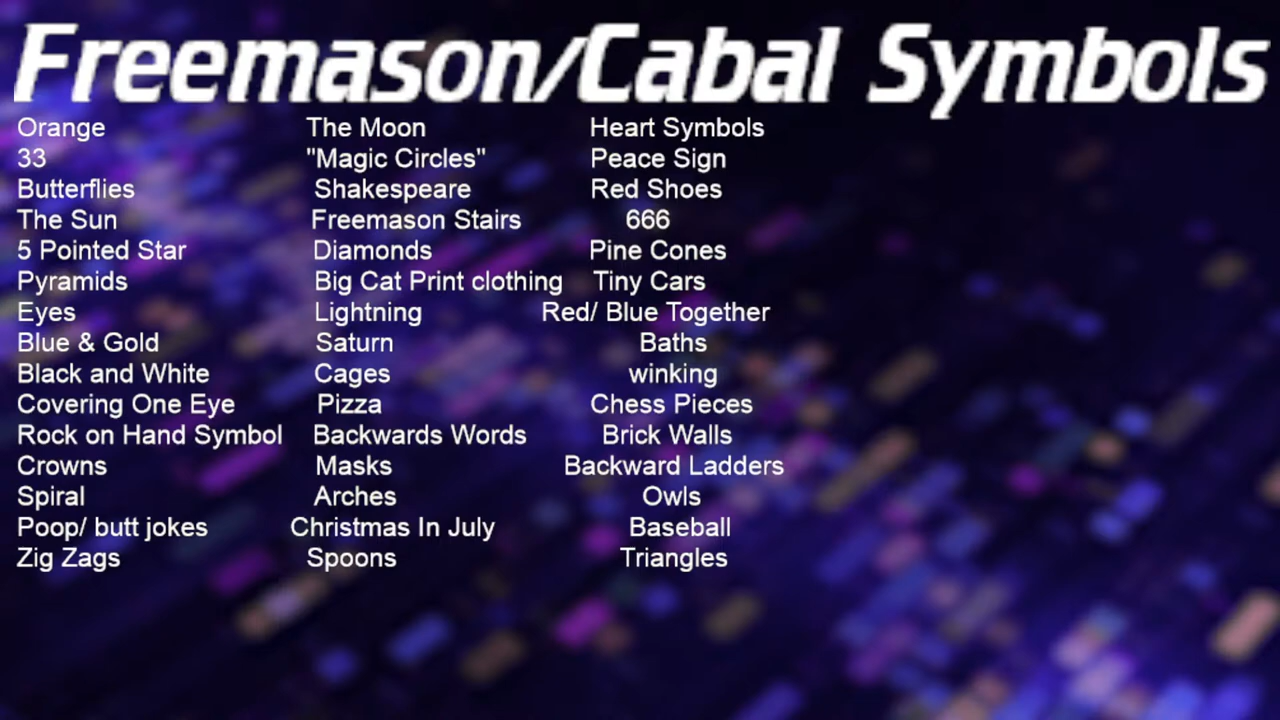 Freemason/Cabal Symbols
Orange
33
Butterflies
The Sun
5 Pointed Star
Pyramids
Eyes
Blue & Gold
Black and White
Covering One Eye
Rock on Hand Symbol
Crowns
Spiral
Poop/ butt jokes
Zig Zags
The Moon
"Magic Circles"
Shakespeare
Freemason Stairs
Diamonds
Big Cat Print clothing
Lightning
Saturn
Cages
Pizza
Backwards Words
Masks
Arches
Christmas In July
Spoons
Heart Symbols
Peace Sign
Red Shoes
666
Pine Cones
Tiny Cars
Red/ Blue Together
Baths
winking
Chess Pieces
Brick Walls
Backward Ladders
Owls
Baseball
Triangles